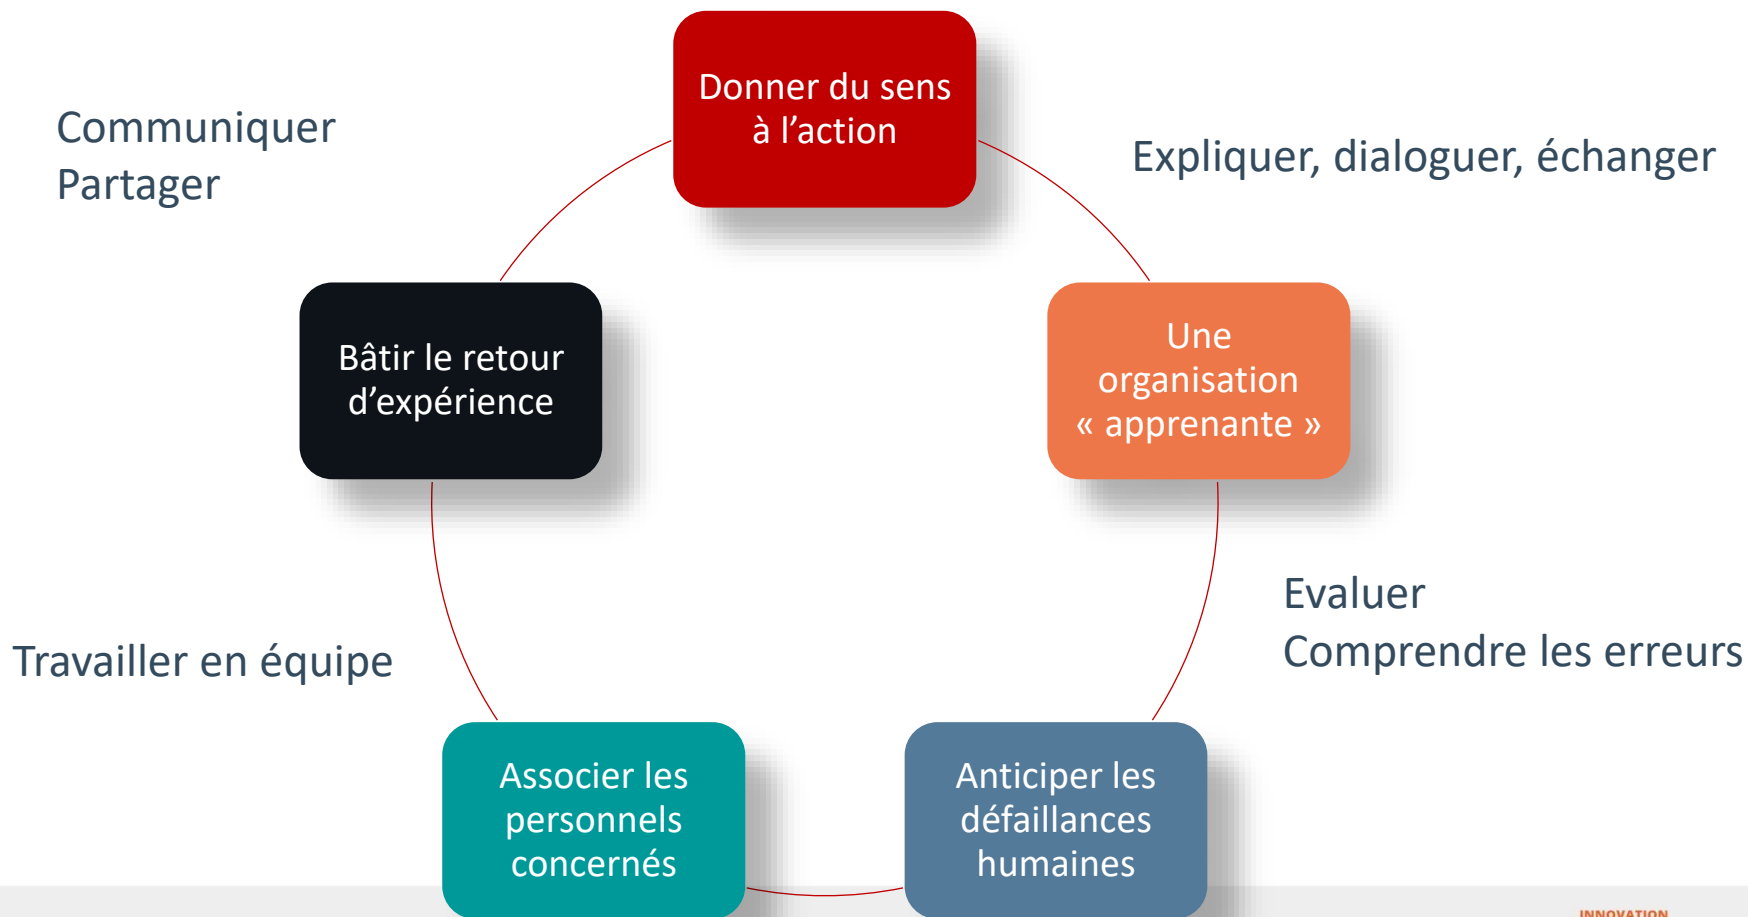 Donner du sens
à l’action
Communiquer
Partager
Expliquer, dialoguer, échanger
Bâtir le retour
d’expérience
Une
organisation
« apprenante »
Evaluer
Comprendre les erreurs
Travailler en équipe
Associer les
personnels
concernés
Anticiper les
défaillances
humaines
INNOVATION